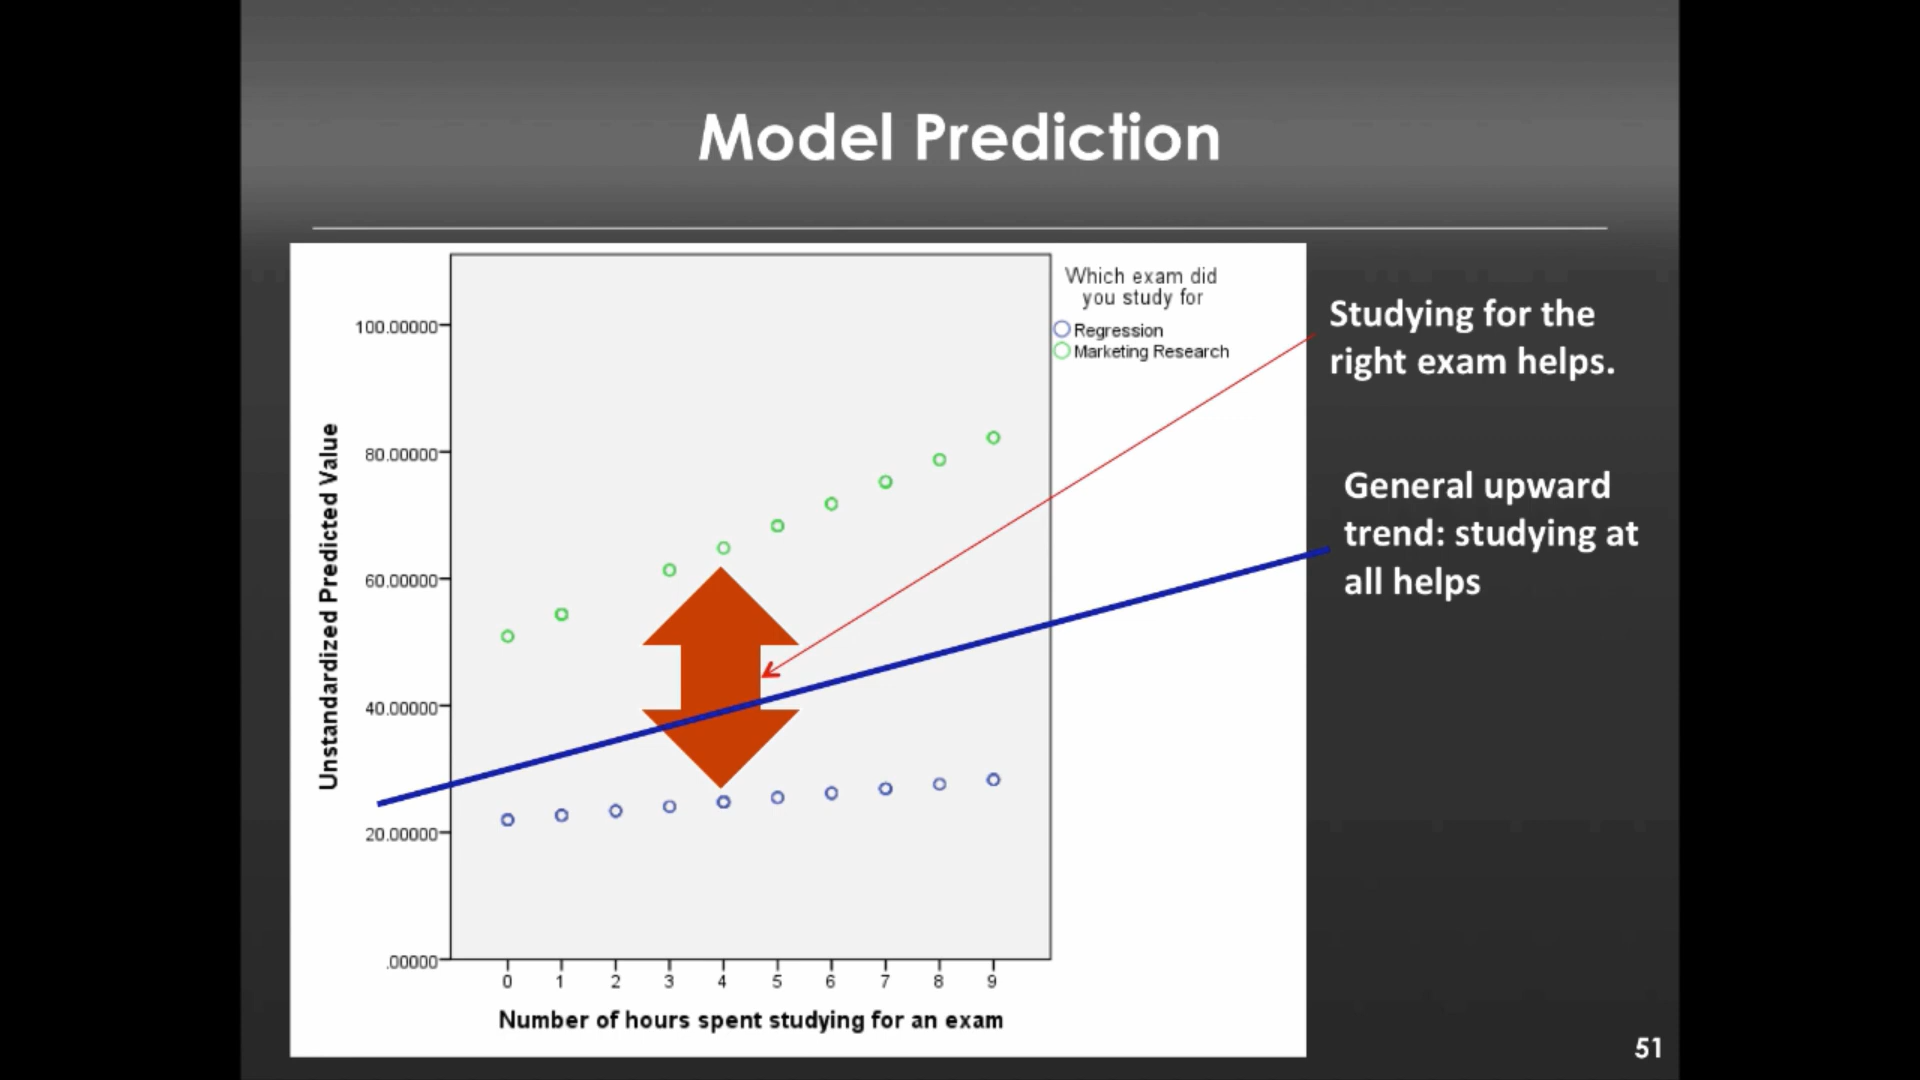 Model Prediction
Which exam did
you study for
Regression
Marketing Research
Studying for the
right exam helps.
General upward
trend: studying at
all helps
Unstandardized Predicted Value
100.00000
80.00000
60.00000
40.00000
20.00000
.00000
0 1 2 3 4 5 6 7 8 9
Number of hours spent studying for an exam
51